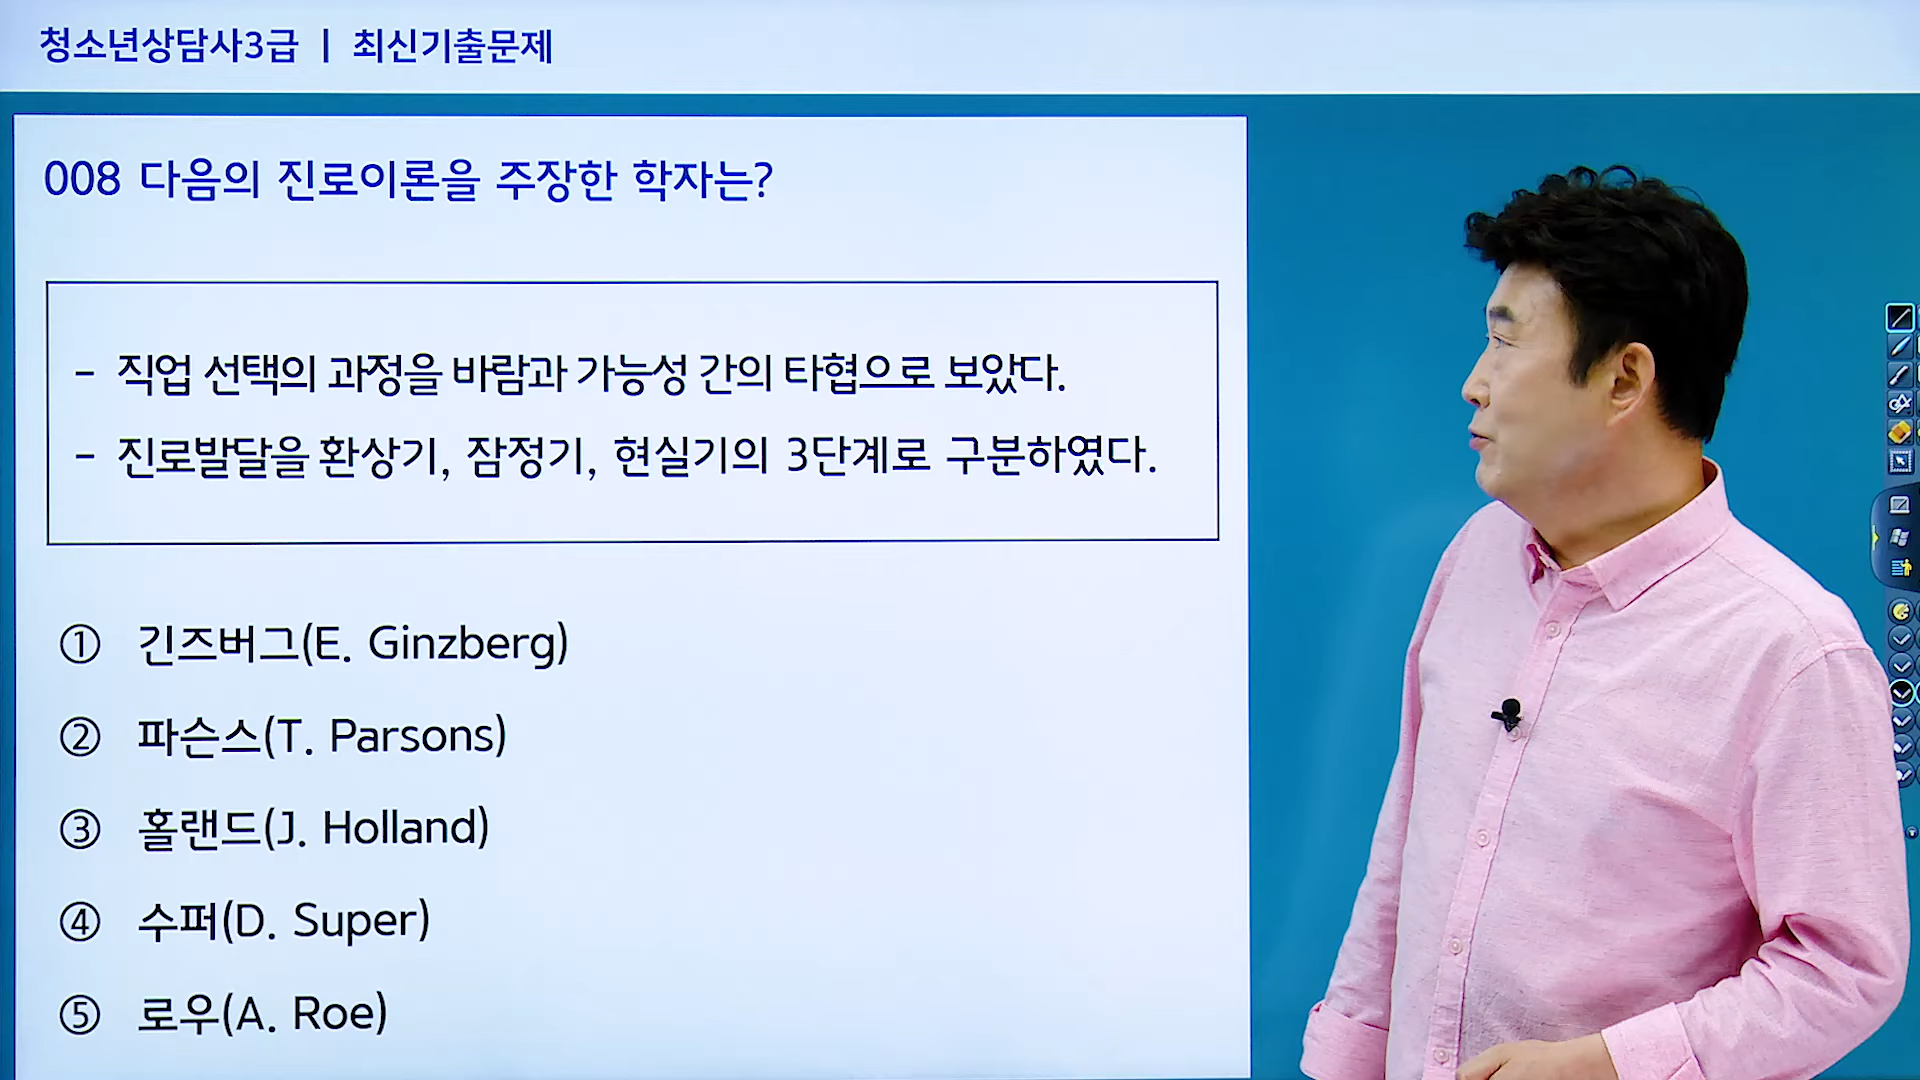 청소년상담사3급 | 최신기출문제
008 다음의 진로이론을 주장한 학자는?
- 직업 선택의 과정을 바람과 가능성 간의 타협으로 보았다.
- 진로발달을 환상기, 잠정기, 현실기의 3단계로 구분하였다.
① 긴즈버그(E. Ginzberg)
② 파슨스(T. Parsons)
③ 홀랜드(J. Holland)
④ 수퍼(D. Super)
⑤ 로우(A. Roe)